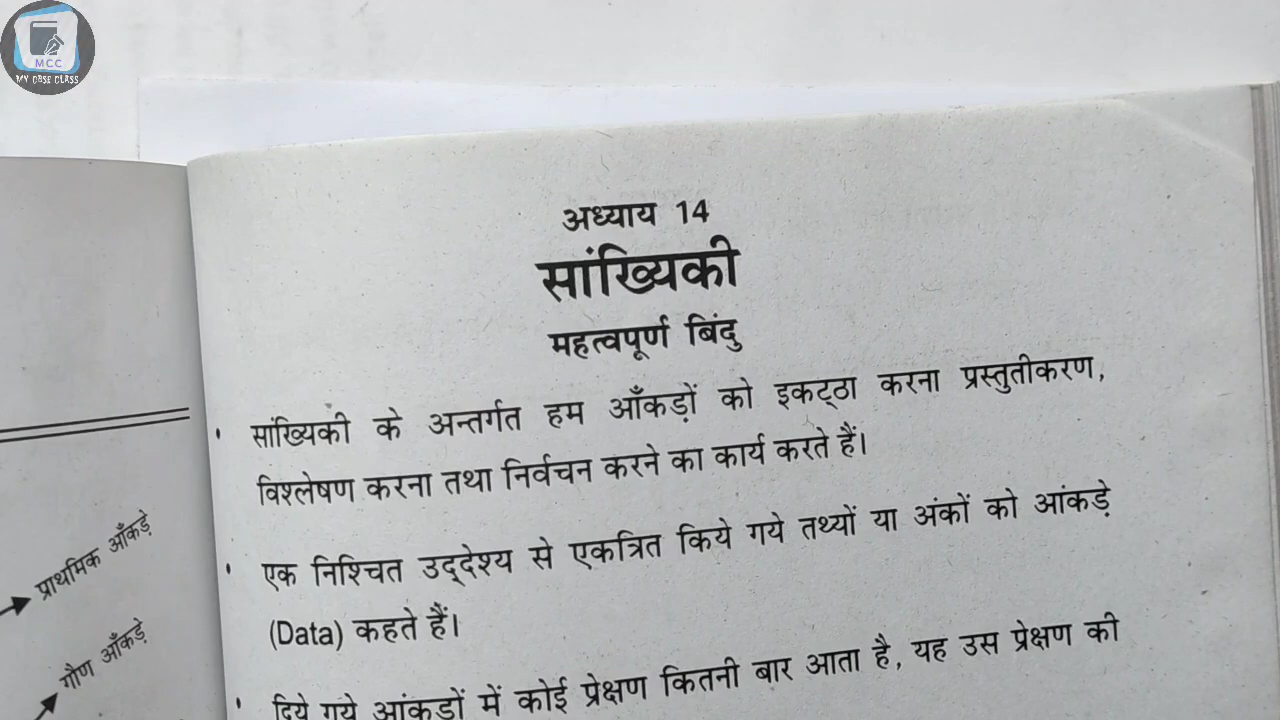 MCC
MY CBSE CLASS
अध्याय 14
सांख्यिकी
महत्वपूर्ण बिंदु
• सांख्यिकी के अन्तर्गत हम आँकड़ों को इकट्ठा करना प्रस्तुतीकरण,
विश्लेषण करना तथा निर्वचन करने का कार्य करते हैं।
• एक निश्चित उद्देश्य से एकत्रित किये गये तथ्यों या अंकों को आंकड़े
(Data) कहते हैं।
• दिये गये आंकड़ों में कोई प्रेक्षण कितनी बार आता है, यह उस प्रेक्षण की
प्राथमिक आँकड़े
गौण आँकड़े